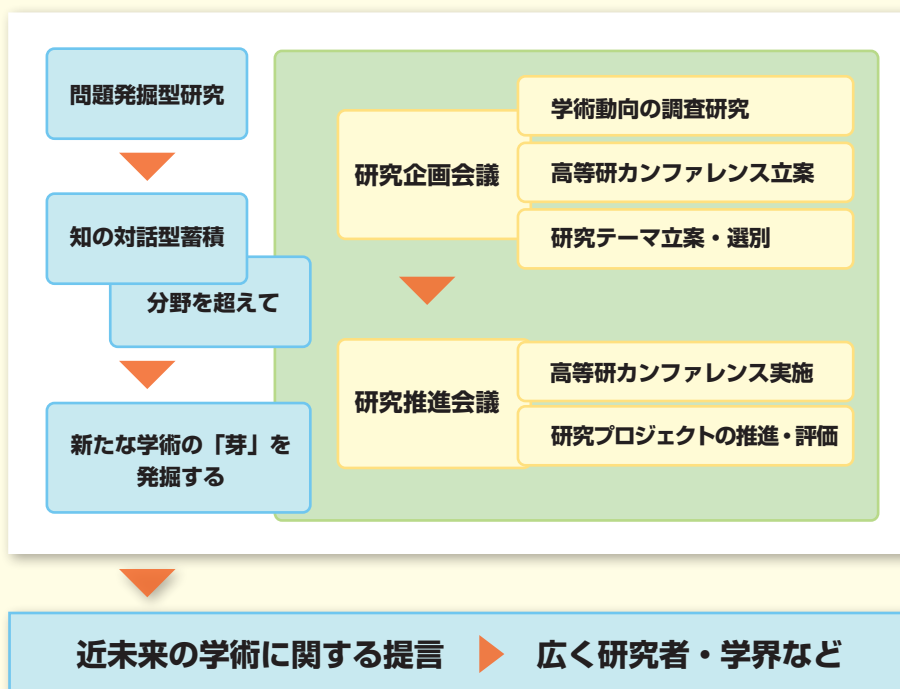 問題発掘型研究
知の対話型蓄積
分野を超えて
新たな学術の「芽」を
発掘する
研究企画会議
学術動向の調査研究
高等研カンファレンス立案
研究テーマ立案・選別
研究推進会議
高等研カンファレンス実施
研究プロジェクトの推進・評価
近未来の学術に関する提言
広く研究者・学界など